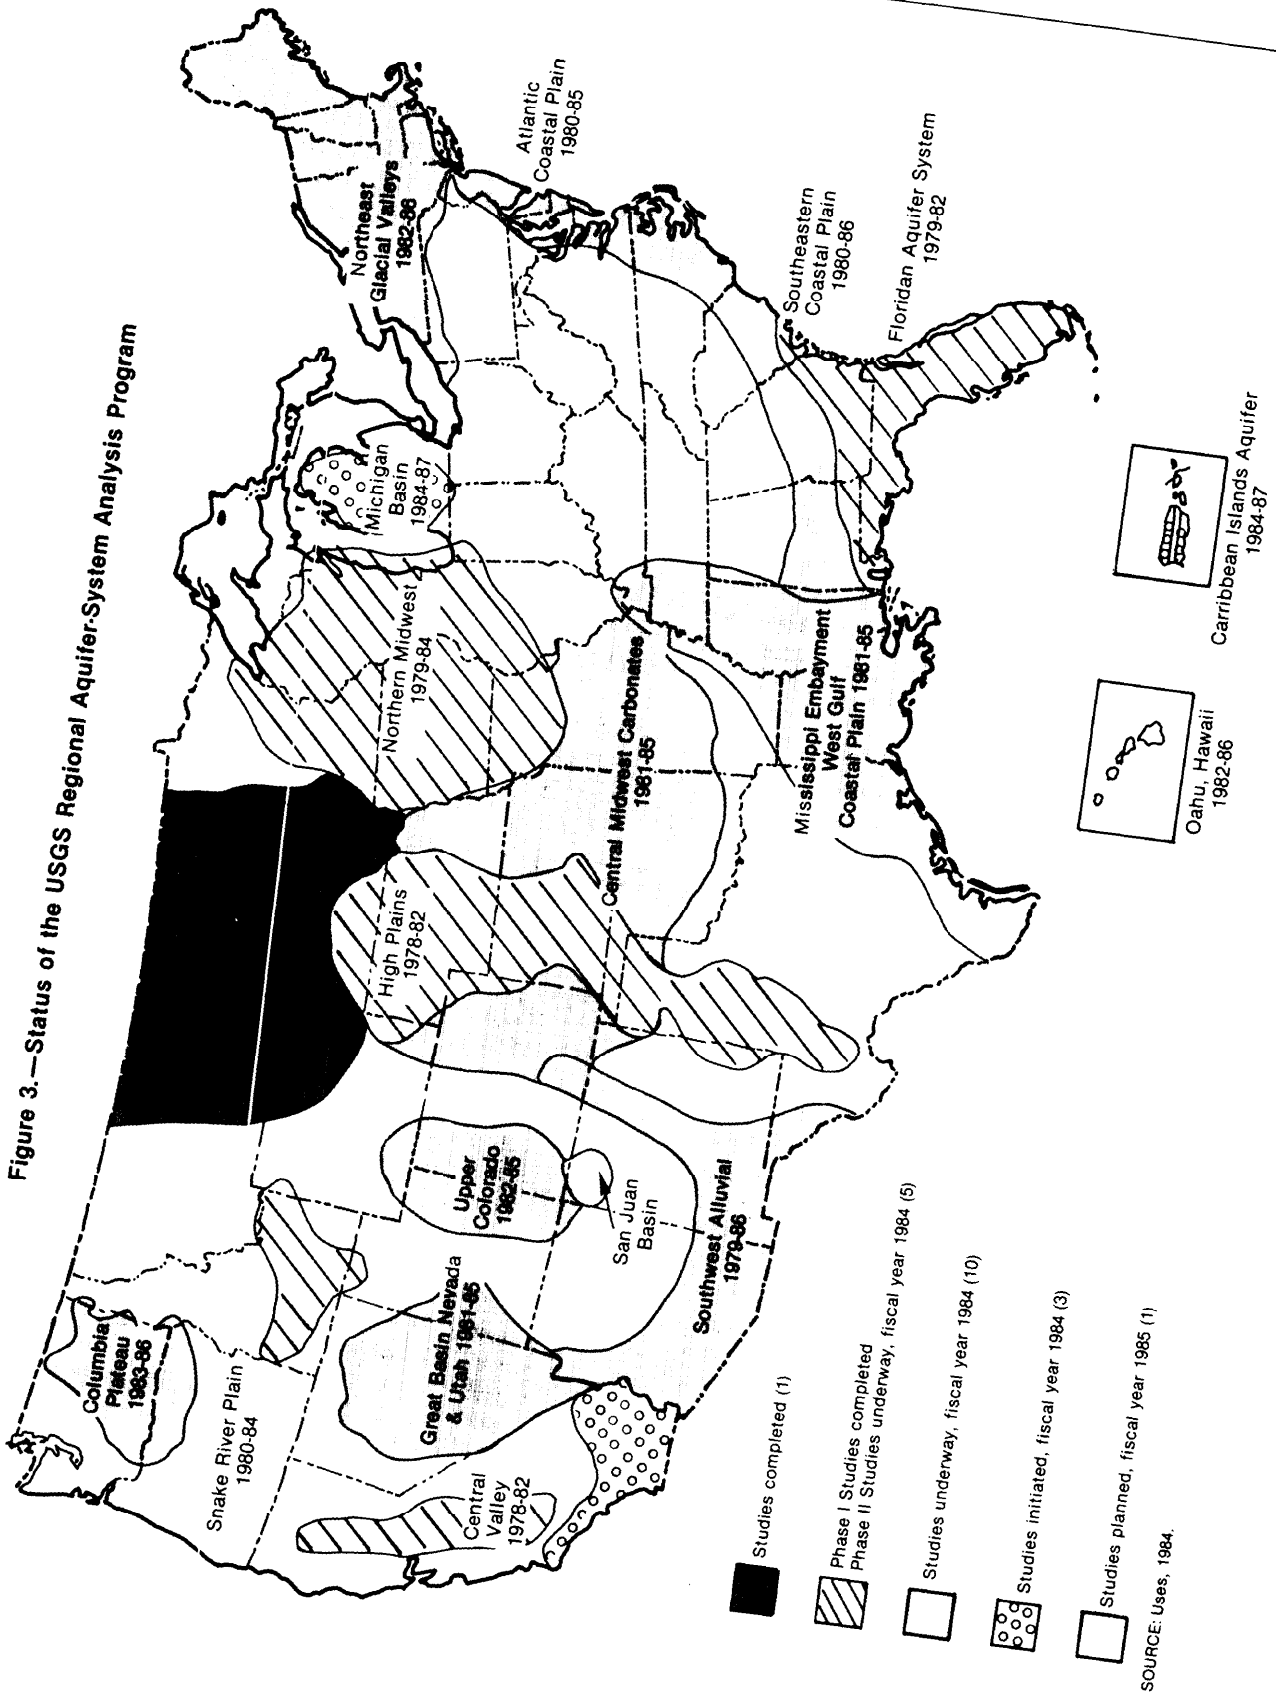 Figure 3.—Status of the USGS Regional Aquifer-System Analysis Program
Columbia
Plateau
1983-86
Snake River Plain
1980-84
Central
Valley
1978-82
Great Basin Nevada
& Utah 1981-85
Upper
Colorado
1982-85
San Juan
Basin
Southwest Alluvial
1979-86
High Plains
1978-82
Northern Midwest
1979-84
Central Midwest Carbonates
1981-85
Mississippi Embayment
West Gulf
Coastal Plain 1981-85
Michigan
Basin
1984-87
Northeast
Glacial Valleys
1982-86
Atlantic
Coastal Plain
1980-85
Southeastern
Coastal Plain
1980-86
Floridan Aquifer System
1979-82
Oahu, Hawaii
1982-86
Carribbean Islands Aquifer
1984-87
Studies completed (1)
Phase I Studies completed
Phase II Studies underway, fiscal year 1984 (5)
Studies underway, fiscal year 1984 (10)
Studies initiated, fiscal year 1984 (3)
Studies planned, fiscal year 1985 (1)
SOURCE: Uses, 1984.